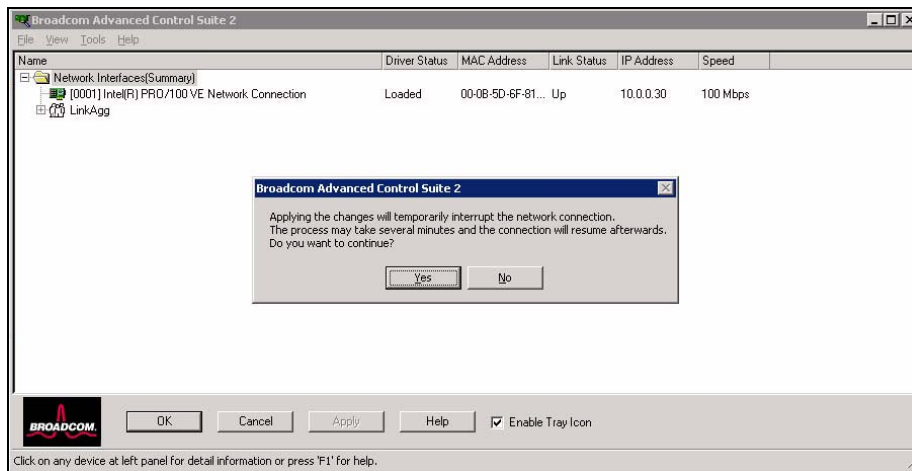 Broadcom Advanced Control Suite 2
File View Tools Help
Name Driver Status MAC Address Link Status IP Address Speed
Network Interfaces(Summary)
[0001] Intel(R) PRO/100 VE Network Connection Loaded 00-0B-5D-6F-81... Up 10.0.0.30 100 Mbps
LinkAgg
Broadcom Advanced Control Suite 2
Applying the changes will temporarily interrupt the network connection.
The process may take several minutes and the connection will resume afterwards.
Do you want to continue?
Yes No
BROADCOM. OK Cancel Apply Help Enable Tray Icon
Click on any device at left panel for detail information or press 'F1' for help.